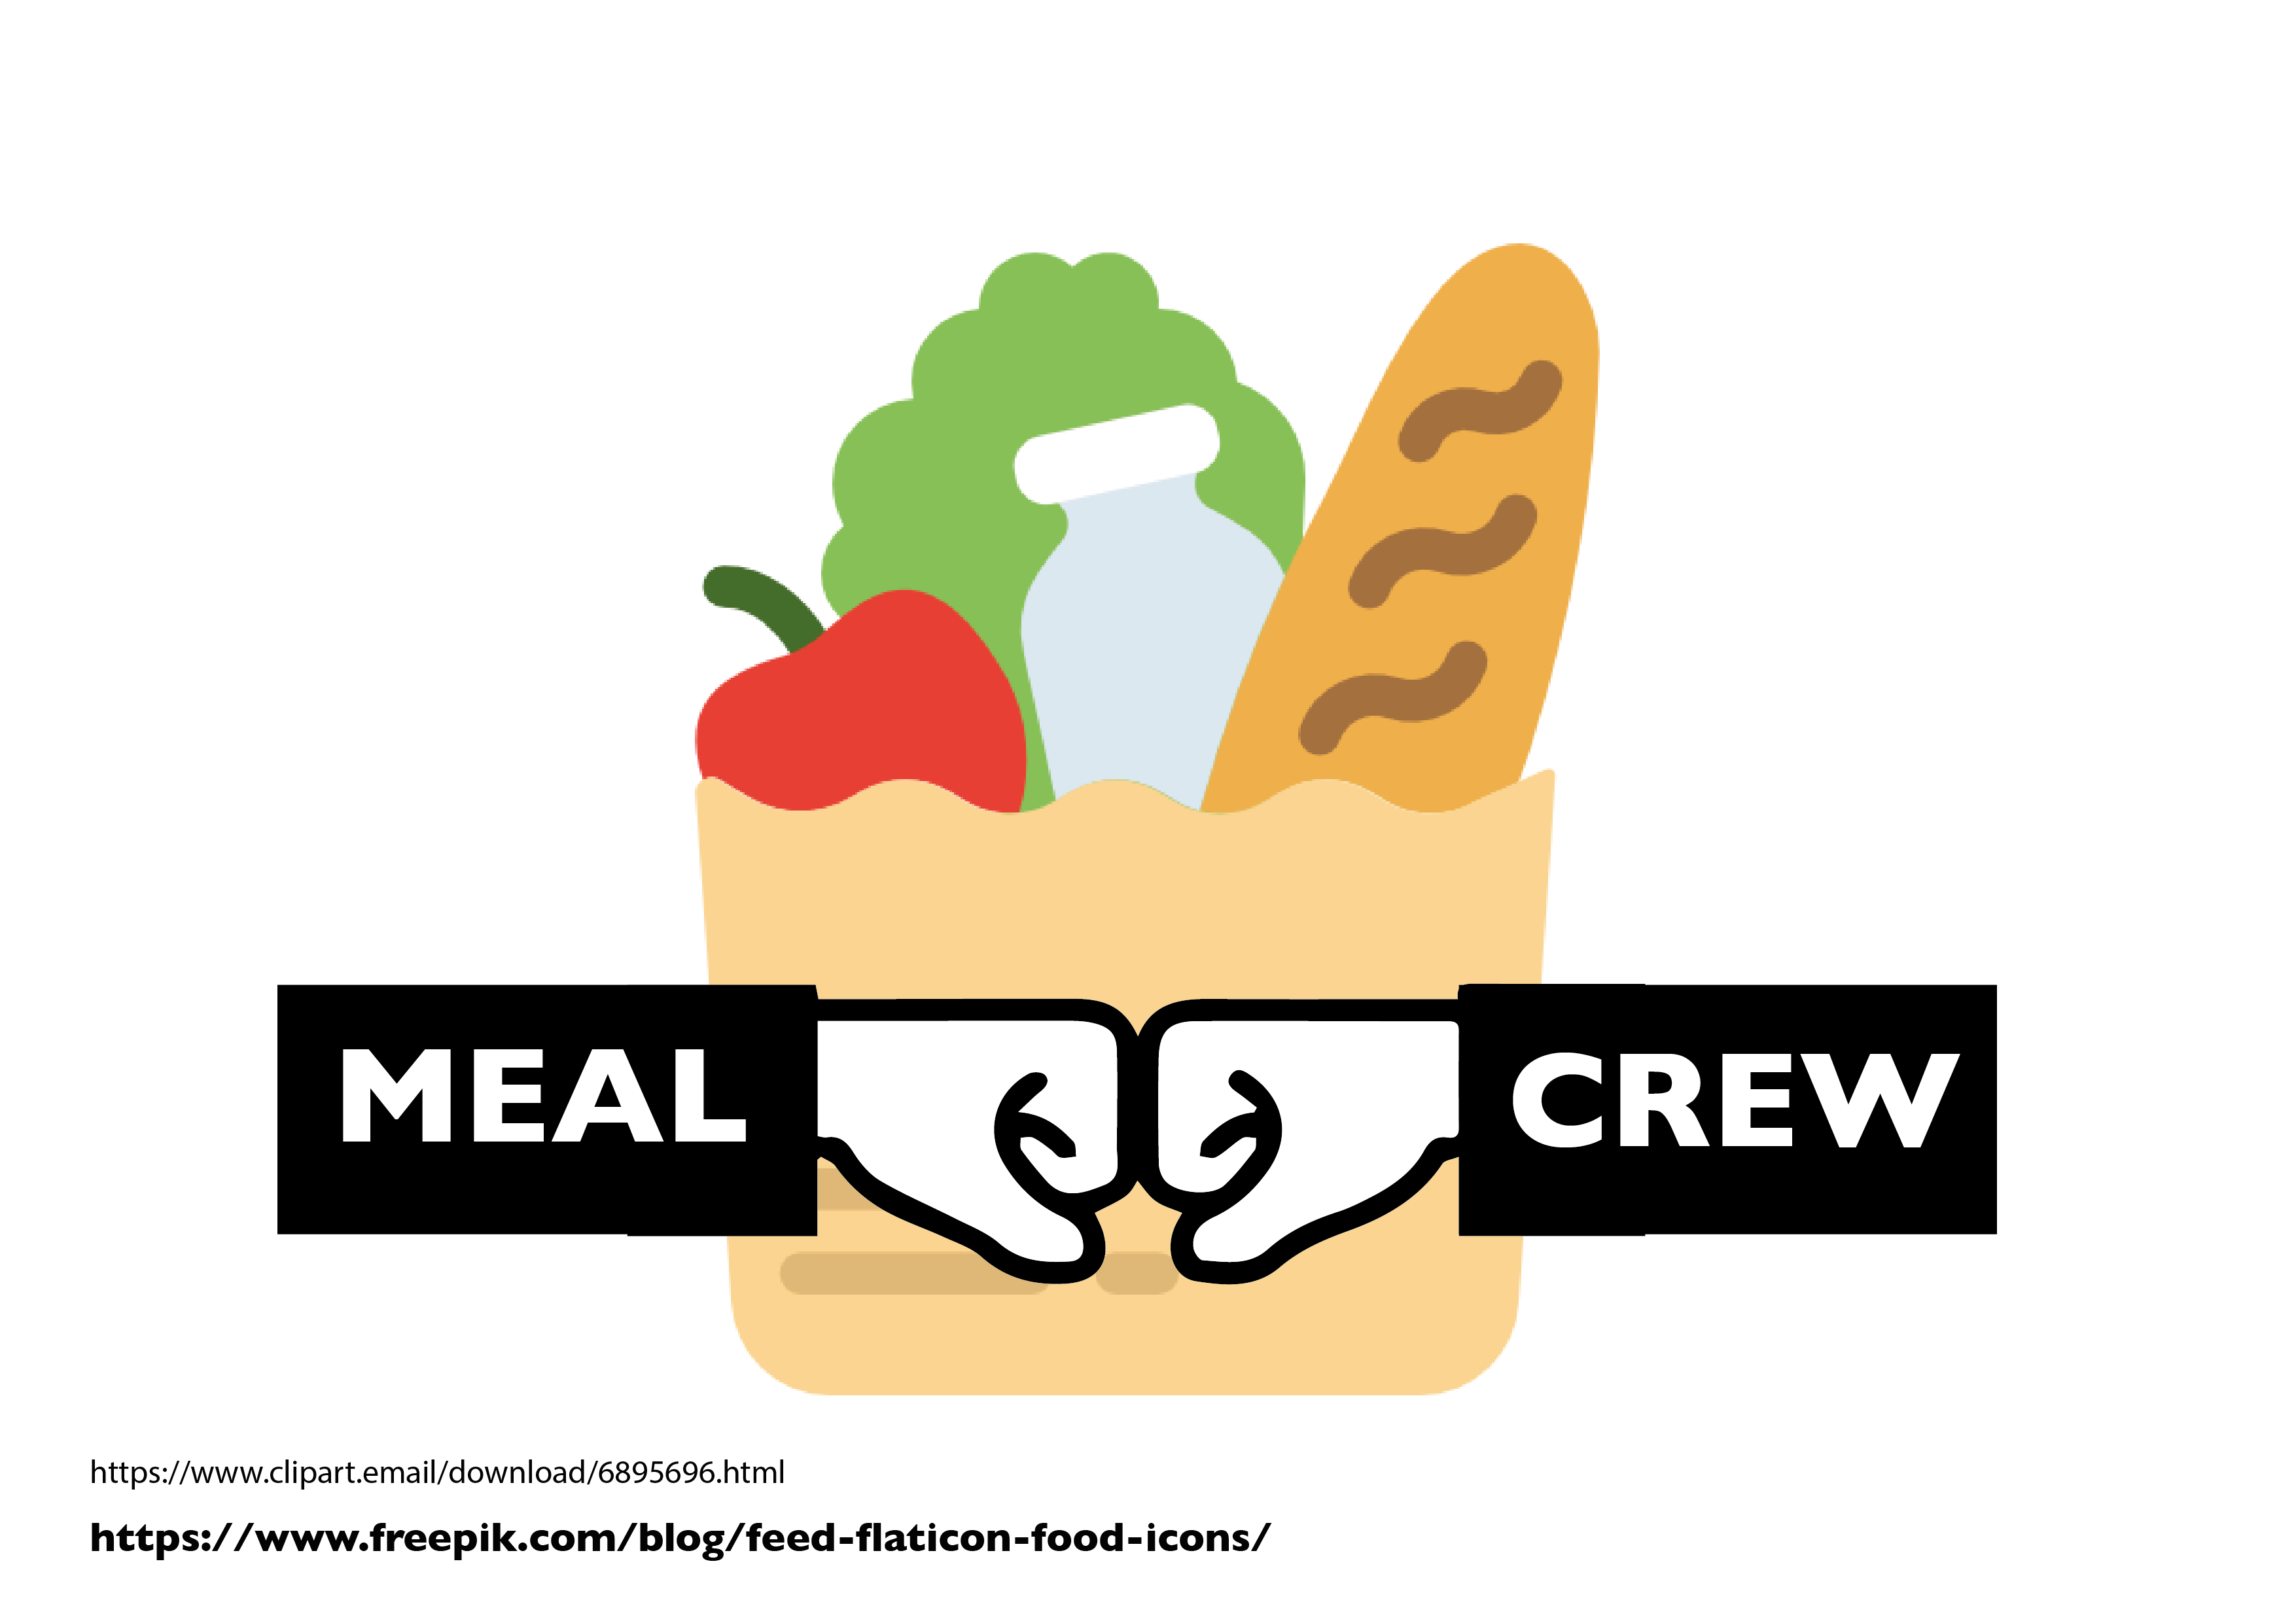 MEAL CREW
https://www.clipart.email/download/6895696.html
https://www.freepik.com/blog/feed-flaticon-food-icons/